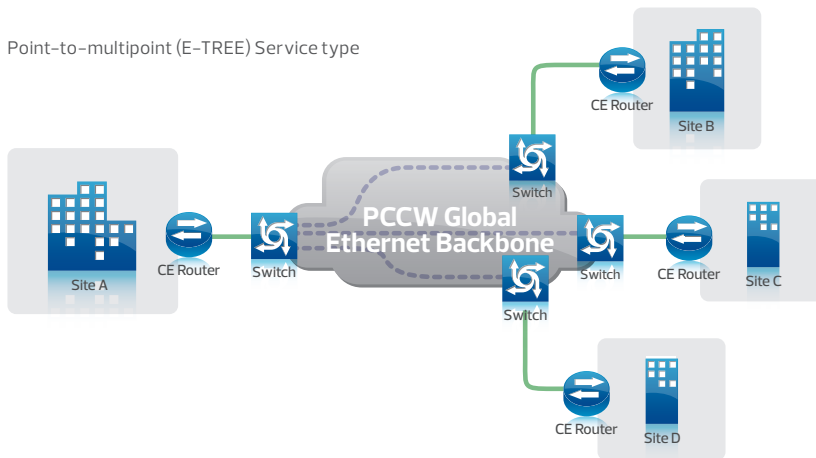 Point-to-multipoint (E-TREE) Service type
CE Router
Site B
Switch
PCCW Global
Ethernet Backbone
Site A
CE Router
Switch
Switch
CE Router
Site C
Switch
CE Router
Site D